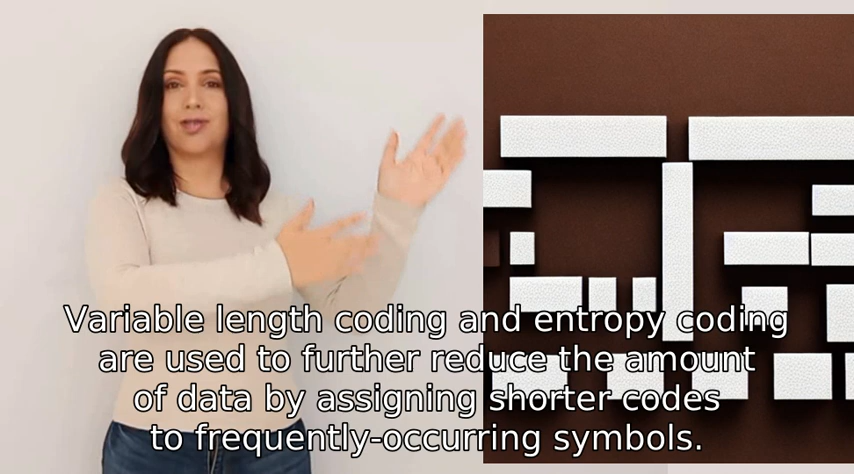 Variable length coding and entropy coding
are used to further reduce the amount
of data by assigning shorter codes
to frequently-occurring symbols.